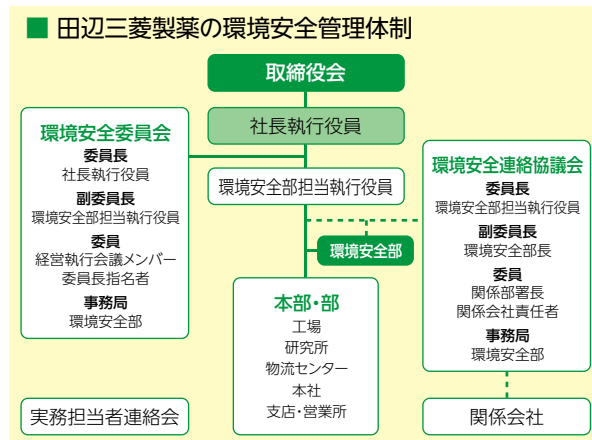 ■ 田辺三菱製薬の環境安全管理体制
取締役会
社長執行役員
環境安全部担当執行役員
環境安全部
環境安全委員会
委員長
社長執行役員
副委員長
環境安全部担当執行役員
委員
経営執行会議メンバー
委員長指名者
事務局
環境安全部
本部・部
工場
研究所
物流センター
本社
支店・営業所
環境安全連絡協議会
委員長
環境安全部担当執行役員
副委員長
環境安全部長
委員
関係部署長
関係会社責任者
事務局
環境安全部
実務担当者連絡会
関係会社